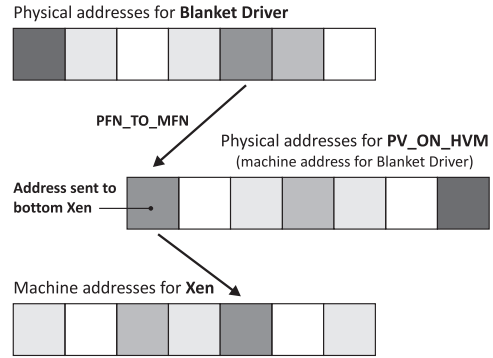 Physical addresses for Blanket Driver
PFN_TO_MFN
Physical addresses for PV_ON_HVM
(machine address for Blanket Driver)
Address sent to
bottom Xen
Machine addresses for Xen